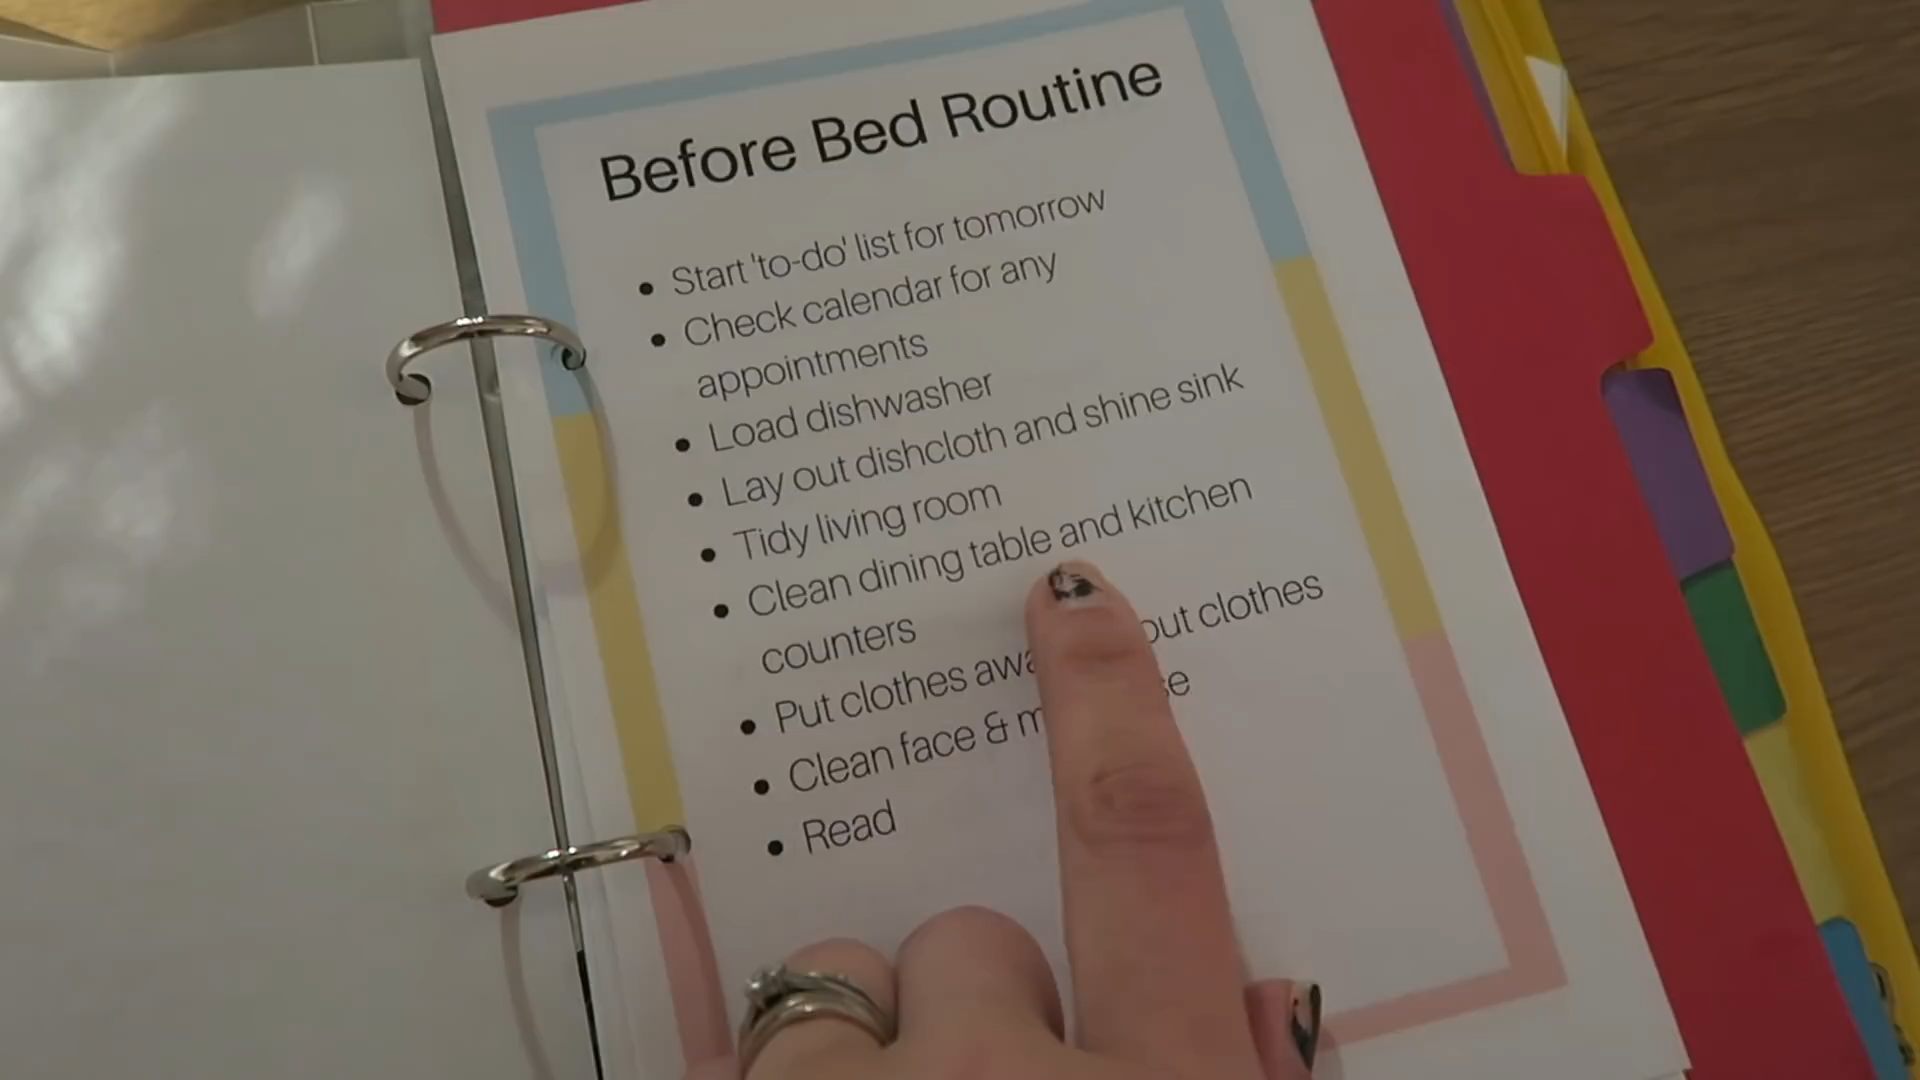 Before Bed Routine
• Start 'to-do' list for tomorrow
• Check calendar for any
appointments
• Load dishwasher
• Lay out dishcloth and shine sink
• Tidy living room
• Clean dining table and kitchen
counters
• Put clothes out clothes
• Clean face &
• Read